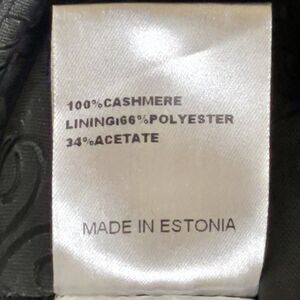 100%CASHMERE
LINING:66%POLYESTER
34%ACETATE
MADE IN ESTONIA